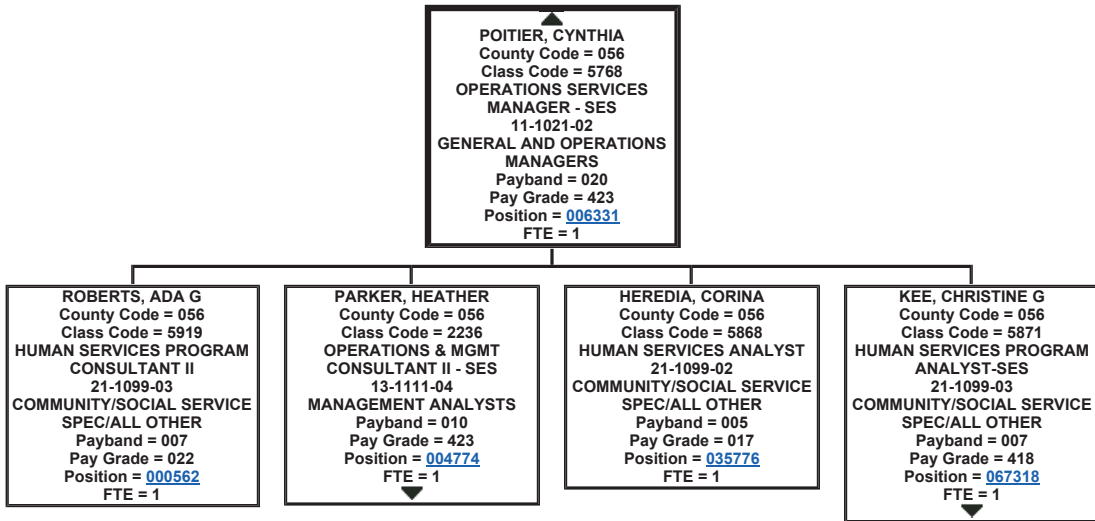 POITIER, CYNTHIA
County Code = 056
Class Code = 5768
OPERATIONS SERVICES
MANAGER - SES
11-1021-02
GENERAL AND OPERATIONS
MANAGERS
Payband = 020
Pay Grade = 423
Position = 006331
FTE = 1
ROBERTS, ADA G
County Code = 056
Class Code = 5919
HUMAN SERVICES PROGRAM
CONSULTANT II
21-1099-03
COMMUNITY/SOCIAL SERVICE
SPEC/ALL OTHER
Payband = 007
Pay Grade = 022
Position = 000562
FTE = 1
PARKER, HEATHER
County Code = 056
Class Code = 2236
OPERATIONS & MGMT
CONSULTANT II - SES
13-1111-04
MANAGEMENT ANALYSTS
Payband = 010
Pay Grade = 423
Position = 004774
FTE = 1
HEREDIA, CORINA
County Code = 056
Class Code = 5868
HUMAN SERVICES ANALYST
21-1099-02
COMMUNITY/SOCIAL SERVICE
SPEC/ALL OTHER
Payband = 005
Pay Grade = 017
Position = 035776
FTE = 1
KEE, CHRISTINE G
County Code = 056
Class Code = 5871
HUMAN SERVICES PROGRAM
ANALYST-SES
21-1099-03
COMMUNITY/SOCIAL SERVICE
SPEC/ALL OTHER
Payband = 007
Pay Grade = 418
Position = 067318
FTE = 1